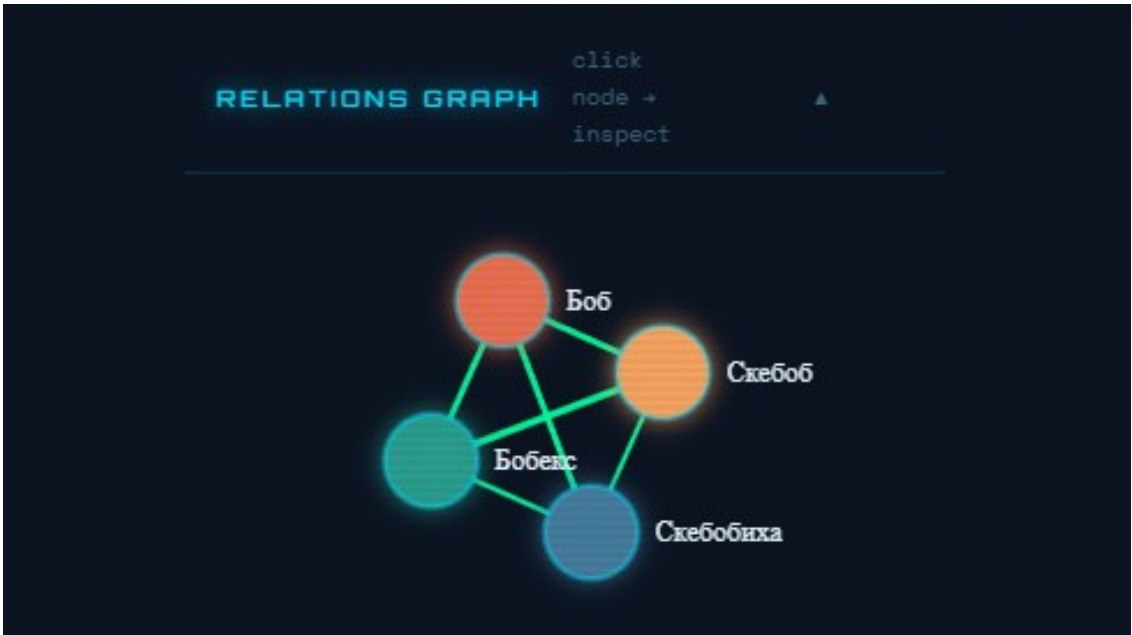 RELATIONS GRAPH
click
node →
inspect
▲
Боб
Скебоб
Бобекс
Скебобиха